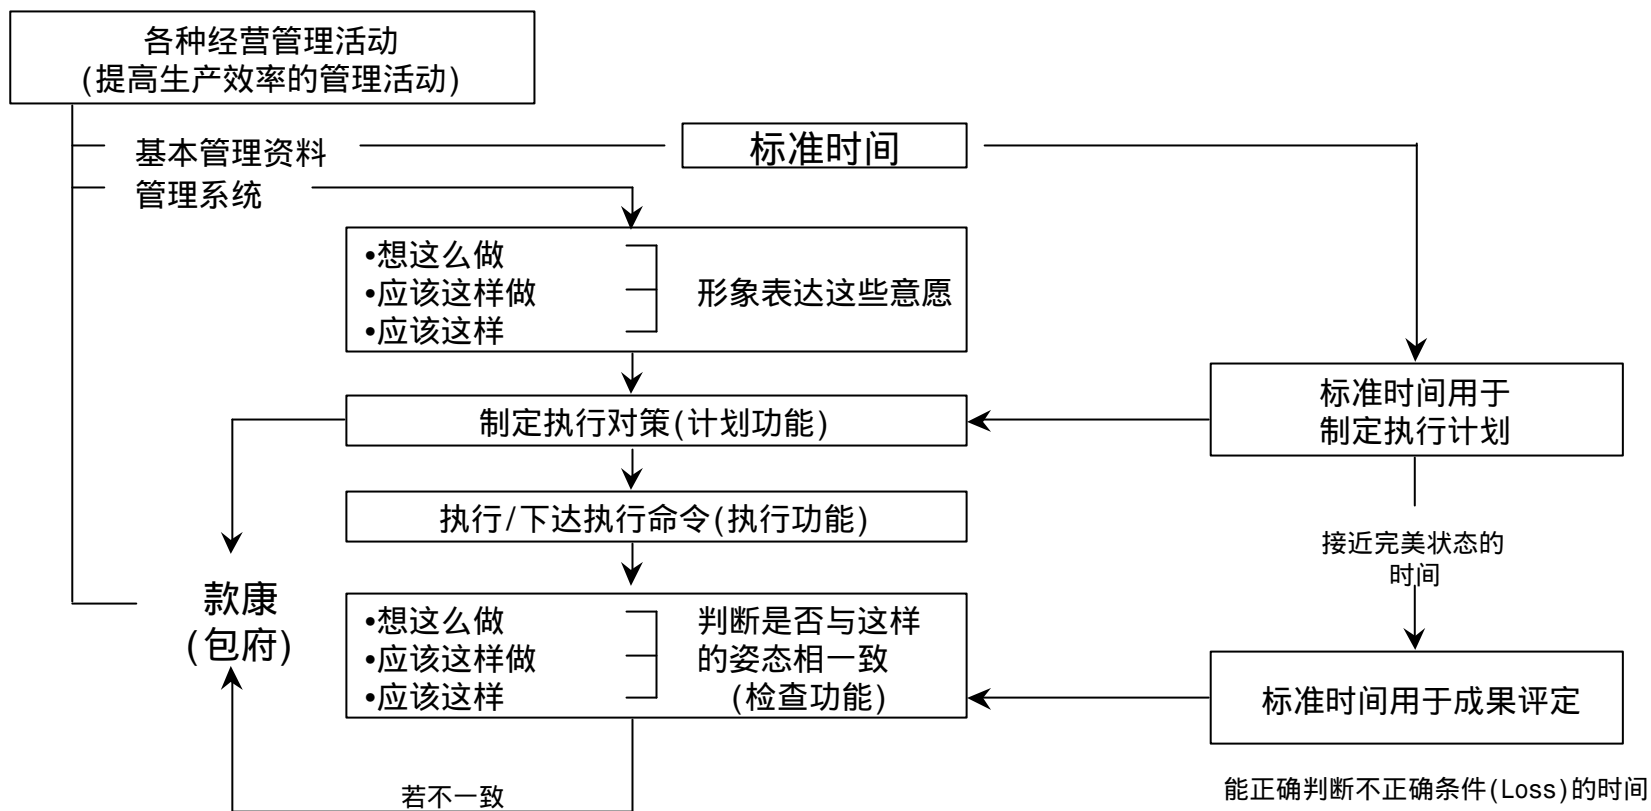 各种经营管理活动
(提高生产效率的管理活动)
基本管理资料
标准时间
管理系统
•想这么做
•应该这样做
•应该这样
形象表达这些意愿
标准时间用于
制定执行计划
制定执行对策(计划功能)
执行/下达执行命令(执行功能)
接近完美状态的
时间
款康
(包府)
•想这么做
•应该这样做
•应该这样
判断是否与这样
的姿态相一致
(检查功能)
标准时间用于成果评定
若不一致
能正确判断不正确条件(Loss)的时间